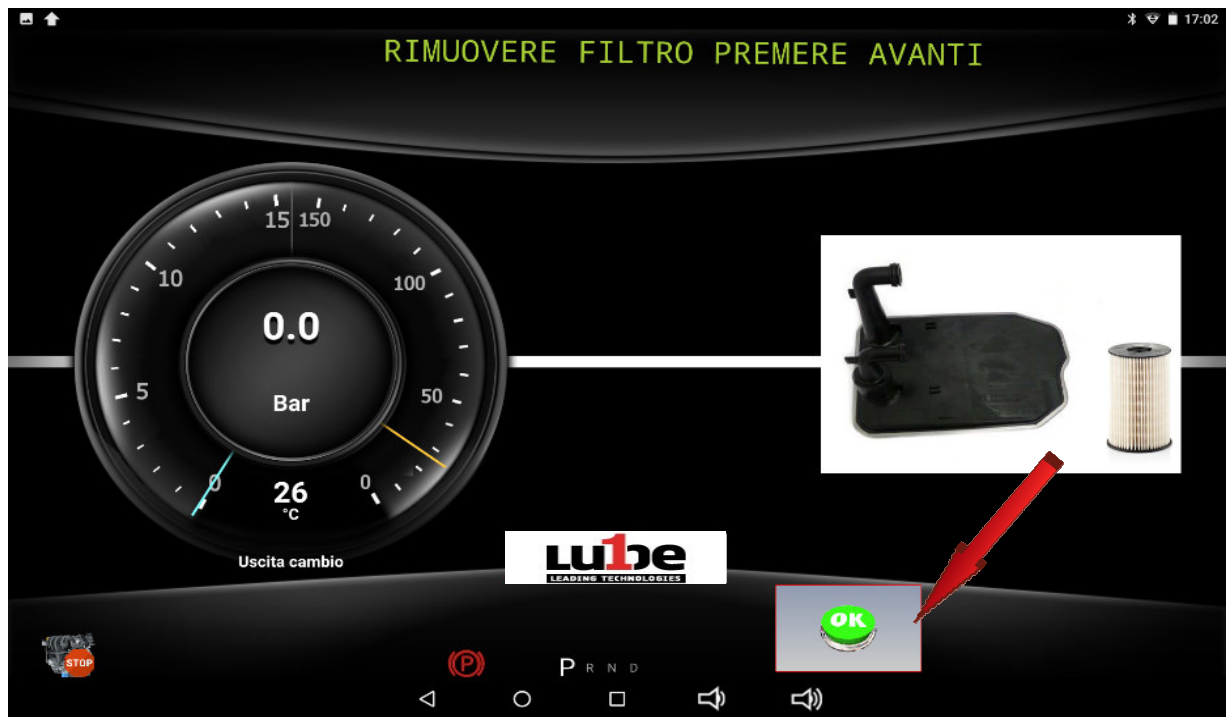 17:02
RIMUOVERE FILTRO PREMERE AVANTI
15 150
10 100
5 50
0 0
0.0
Bar
26
°C
Uscita cambio
Lu1be
LEADING TECHNOLOGIES
OK
STOP
(P) P R N D